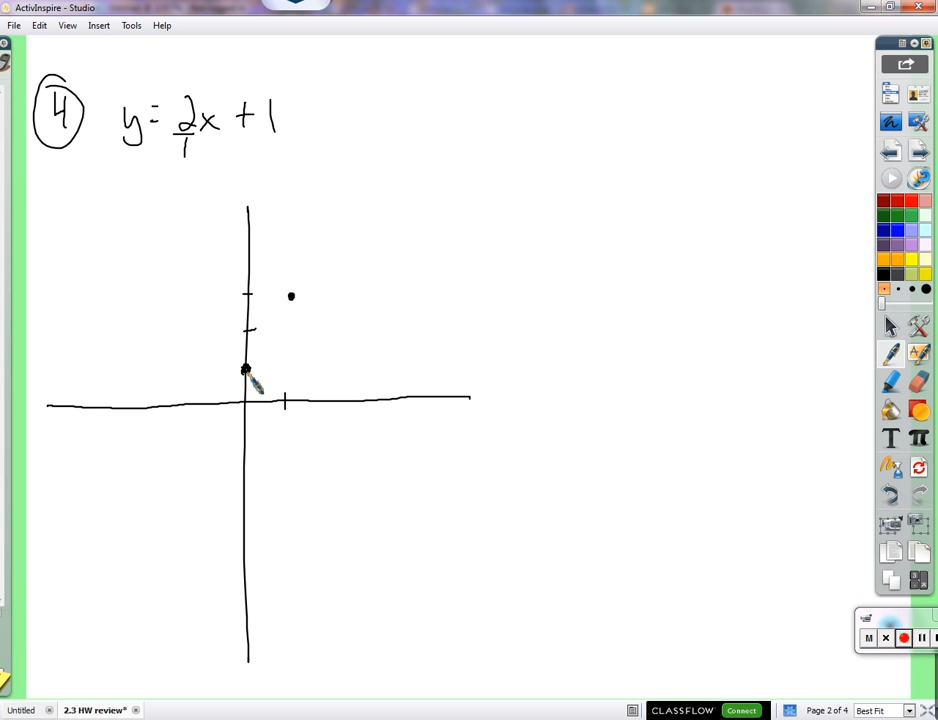 ActivInspire - Studio
File Edit View Insert Tools Help
4 y = 2/1 x + 1
M
Untitled 2.3 HW review* CLASSFLOW Connect Page 2 of 4 Best Fit